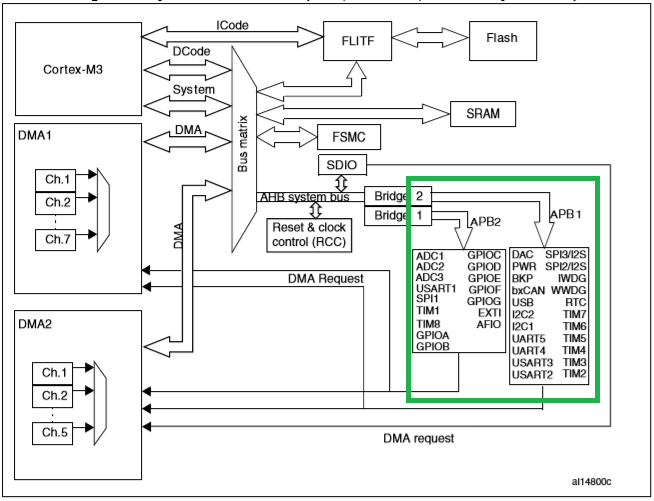 ICode
FLITF
Flash
DCode
Cortex-M3
System
SRAM
DMA
DMA1
Bus matrix
FSMC
Ch.1
Ch.2
Ch.7
SDIO
AHB system bus
Bridge 2
Bridge 1
APB2
APB1
Reset & clock
control (RCC)
DMA
DMA Request
ADC1 GPIOC
ADC2 GPIOD
ADC3 GPIOE
USART1 GPIOF
SPI1 GPIOG
TIM1 EXTI
TIM8 AFIO
GPIOA
GPIOB
DAC SPI3/I2S
PWR SPI2/I2S
BKP IWDG
bxCAN WWDG
USB RTC
I2C2 TIM7
I2C1 TIM6
UART5 TIM5
UART4 TIM4
USART3 TIM3
USART2 TIM2
DMA2
Ch.1
Ch.2
Ch.5
DMA request
ai14800c